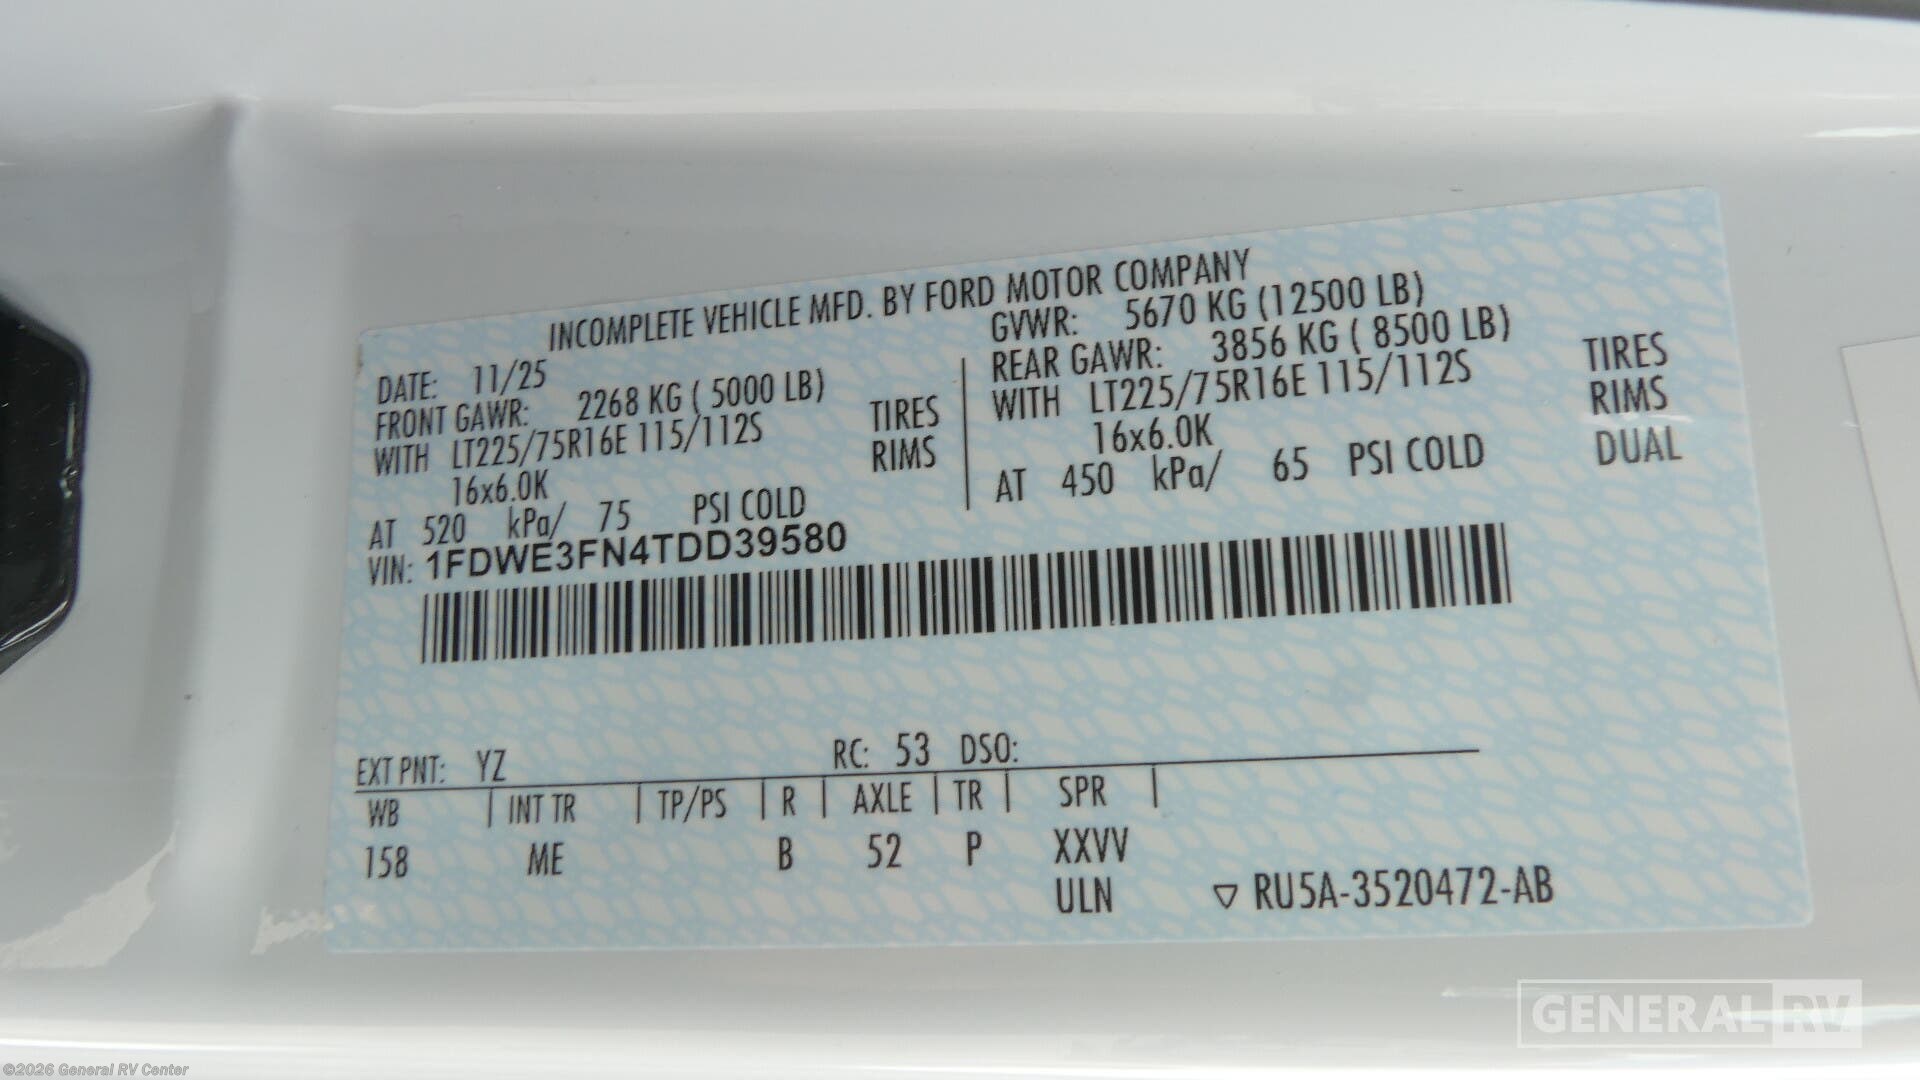 INCOMPLETE VEHICLE MFD. BY FORD MOTOR COMPANY
DATE: 11/25
GVWR: 5670 KG (12500 LB)
FRONT GAWR: 2268 KG ( 5000 LB)
REAR GAWR: 3856 KG ( 8500 LB)
WITH LT225/75R16E 115/112S TIRES
WITH LT225/75R16E 115/112S TIRES
16x6.0K RIMS
16x6.0K RIMS
AT 520 kPa/ 75 PSI COLD
AT 450 kPa/ 65 PSI COLD DUAL
VIN: 1FDWE3FN4TDD39580
EXT PNT: YZ RC: 53 DSO:
WB INT TR TP/PS R AXLE TR SPR
158 ME B 52 P XXVV
ULN ▽ RU5A-3520472-AB
GENERAL RV
©2026 General RV Center